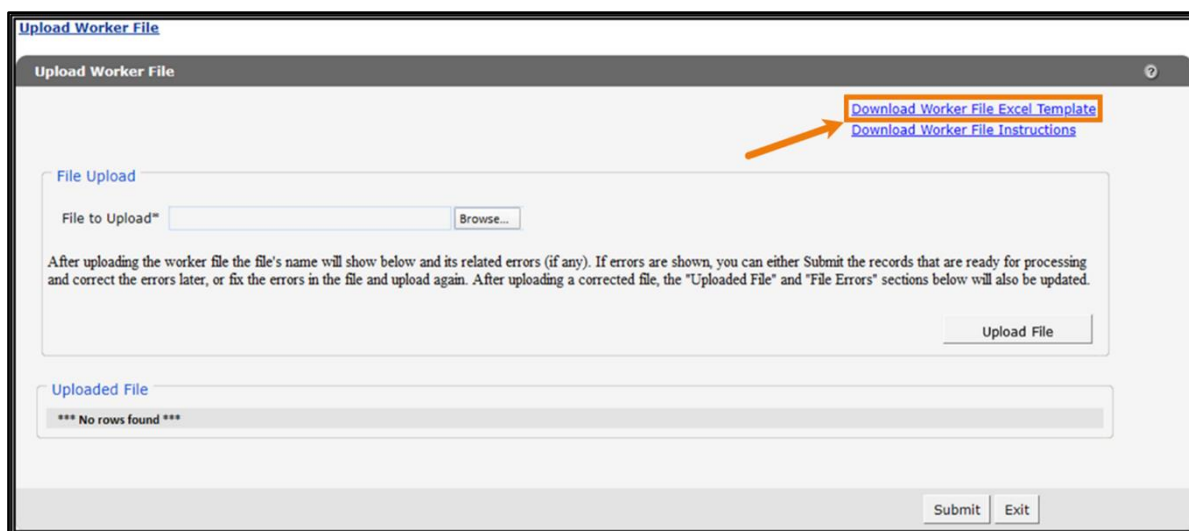 Upload Worker File
Upload Worker File
?
Download Worker File Excel Template
Download Worker File Instructions
File Upload
File to Upload*
Browse...
After uploading the worker file the file's name will show below and its related errors (if any). If errors are shown, you can either Submit the records that are ready for processing
and correct the errors later, or fix the errors in the file and upload again. After uploading a corrected file, the "Uploaded File" and "File Errors" sections below will also be updated.
Upload File
Uploaded File
*** No rows found ***
Submit Exit